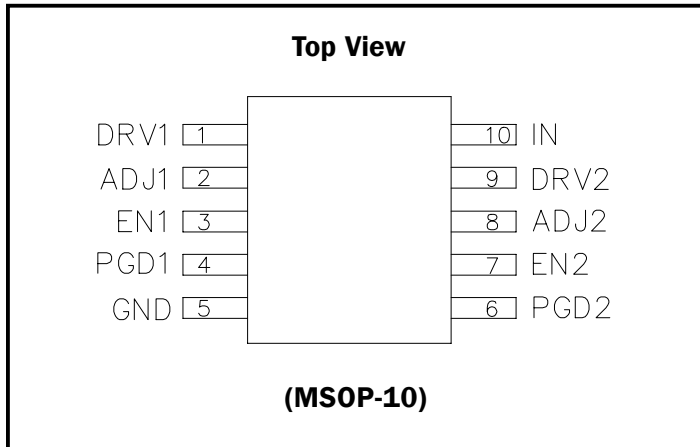 Top View
DRV1 1 10 IN
ADJ1 2 9 DRV2
EN1 3 8 ADJ2
PGD1 4 7 EN2
GND 5 6 PGD2
(MSOP-10)